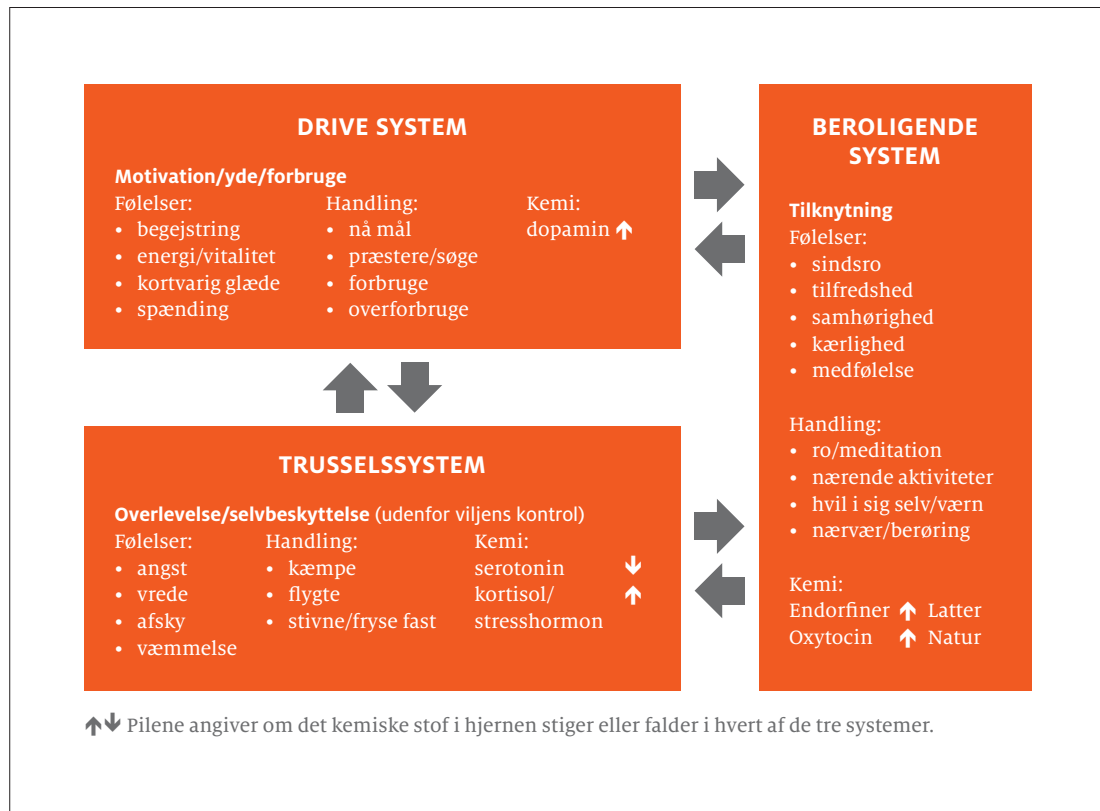 DRIVE SYSTEM
Motivation/yde/forbruge
Følelser:
• begejstring
• energi/vitalitet
• kortvarig glæde
• spænding
Handling:
• nå mål
• præstere/søge
• forbruge
• overforbruge
Kemi:
dopamin ↑
TRUSSELSSYSTEM
Overlevelse/selvbeskyttelse (udenfor viljens kontrol)
Følelser:
• angst
• vrede
• afsky
• væmmelse
Handling:
• kæmpe
• flygte
• stivne/fryse fast
Kemi:
serotonin ↓
kortisol/ ↑
stresshormon
BEROLIGENDE
SYSTEM
Tilknytning
Følelser:
• sindsro
• tilfredshed
• samhørighed
• kærlighed
• medfølelse
Handling:
• ro/meditation
• nærende aktiviteter
• hvil i sig selv/værn
• nærvær/berøring
Kemi:
Endorfiner ↑ Latter
Oxytocin ↑ Natur
↑↓ Pilene angiver om det kemiske stof i hjernen stiger eller falder i hvert af de tre systemer.